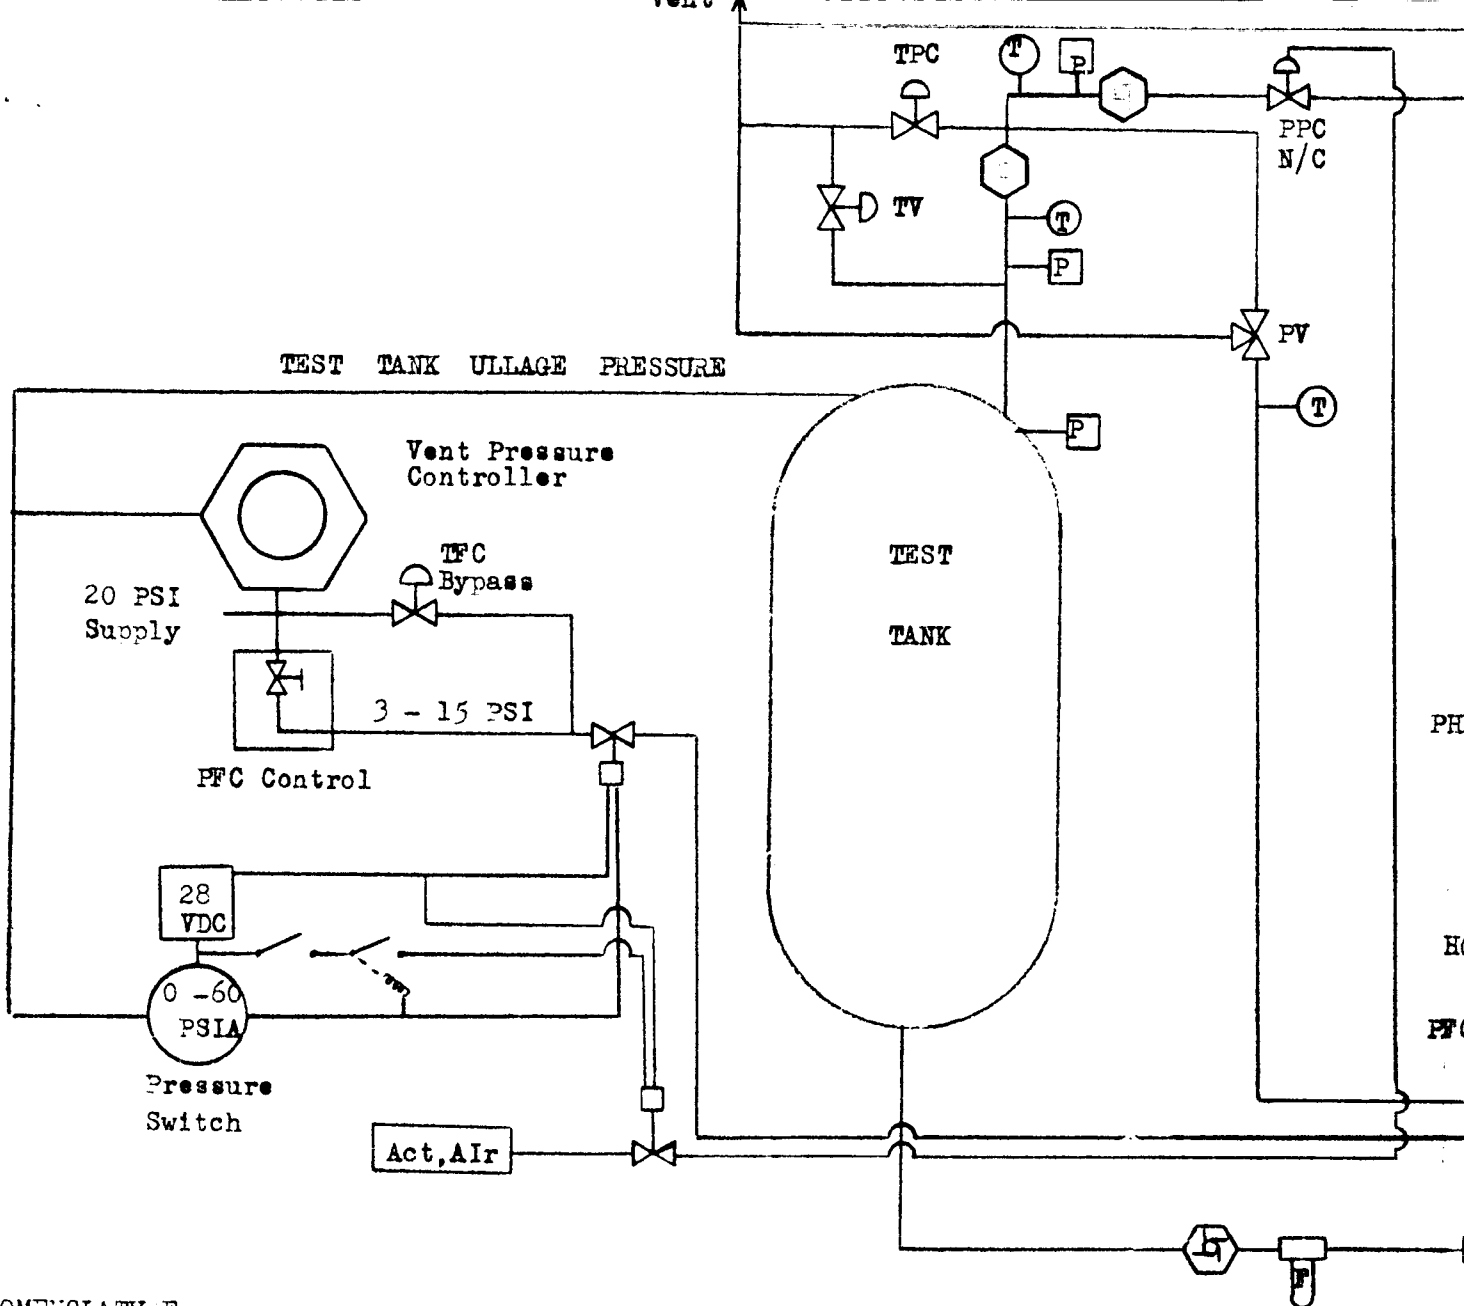 Vent
TPC
T
P
PPC
N/C
TV
T
P
PV
TEST TANK ULLAGE PRESSURE
T
P
Vent Pressure
Controller
TFC
Bypass
20 PSI
Supply
TEST
TANK
3 - 15 PSI
PFC Control
28
VDC
0 -60
PSIA
Pressure
Switch
Act,AIr
F